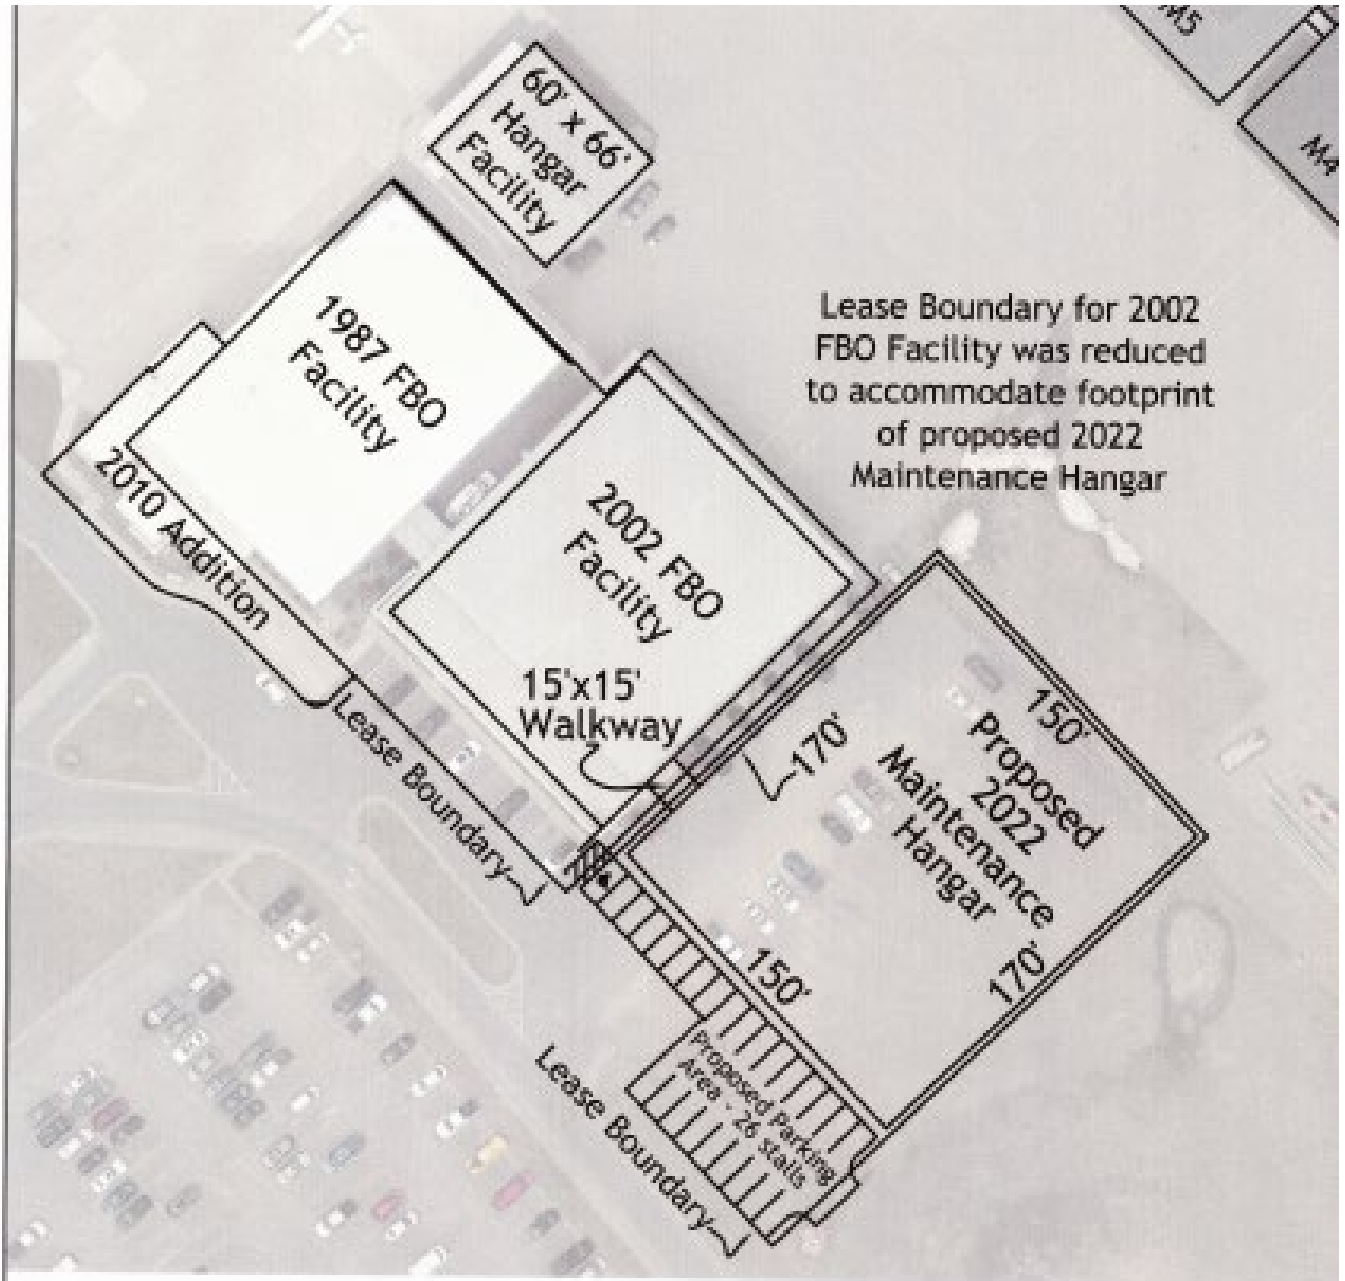 M5
M4
60' x 66'
Hangar
Facility
1987 FBO
Facility
2010 Addition
Lease Boundary for 2002
FBO Facility was reduced
to accommodate footprint
of proposed 2022
Maintenance Hangar
2002 FBO
Facility
15'x15'
Walkway
Lease Boundary
170'
150'
Proposed
2022
Maintenance
Hangar
150'
170'
Proposed Parking
Area - 26 stalls
Lease Boundary